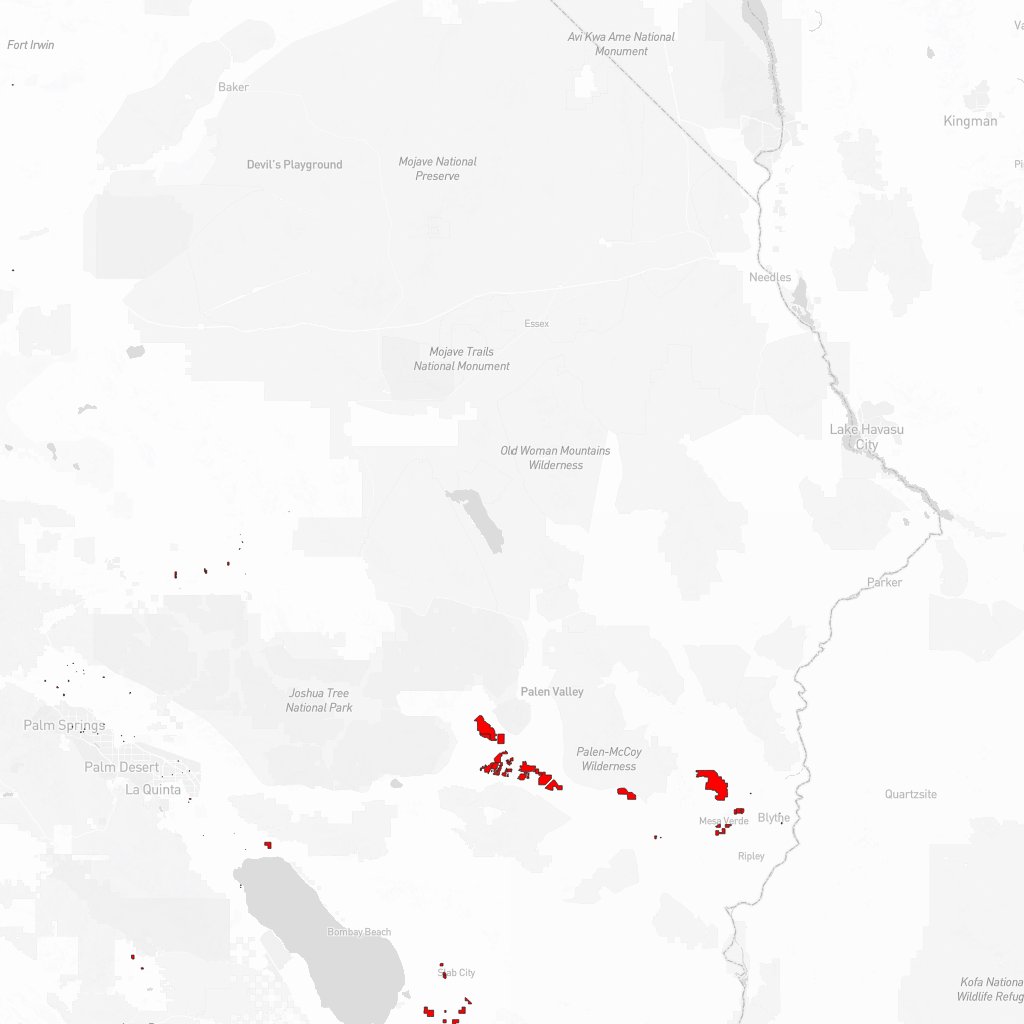 Fort Irwin
Avi Kwa Ame National
Monument
Baker
Kingman
Devil's Playground
Mojave National
Preserve
Needles
Essex
Mojave Trails
National Monument
Lake Havasu
City
Old Woman Mountains
Wilderness
Parker
Joshua Tree
National Park
Palen Valley
Palm Springs
Palen-McCoy
Wilderness
Palm Desert
La Quinta
Quartzsite
Mesa Verde
Blythe
Ripley
Bombay Beach
Slab City
Kofa National
Wildlife Refug